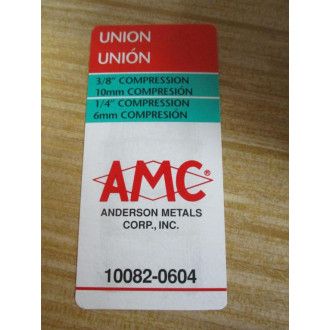 UNION
UNIÓN
3/8" COMPRESSION
10mm COMPRESIÓN
1/4" COMPRESSION
6mm COMPRESIÓN
AMC®
ANDERSON METALS
CORP., INC.
10082-0604